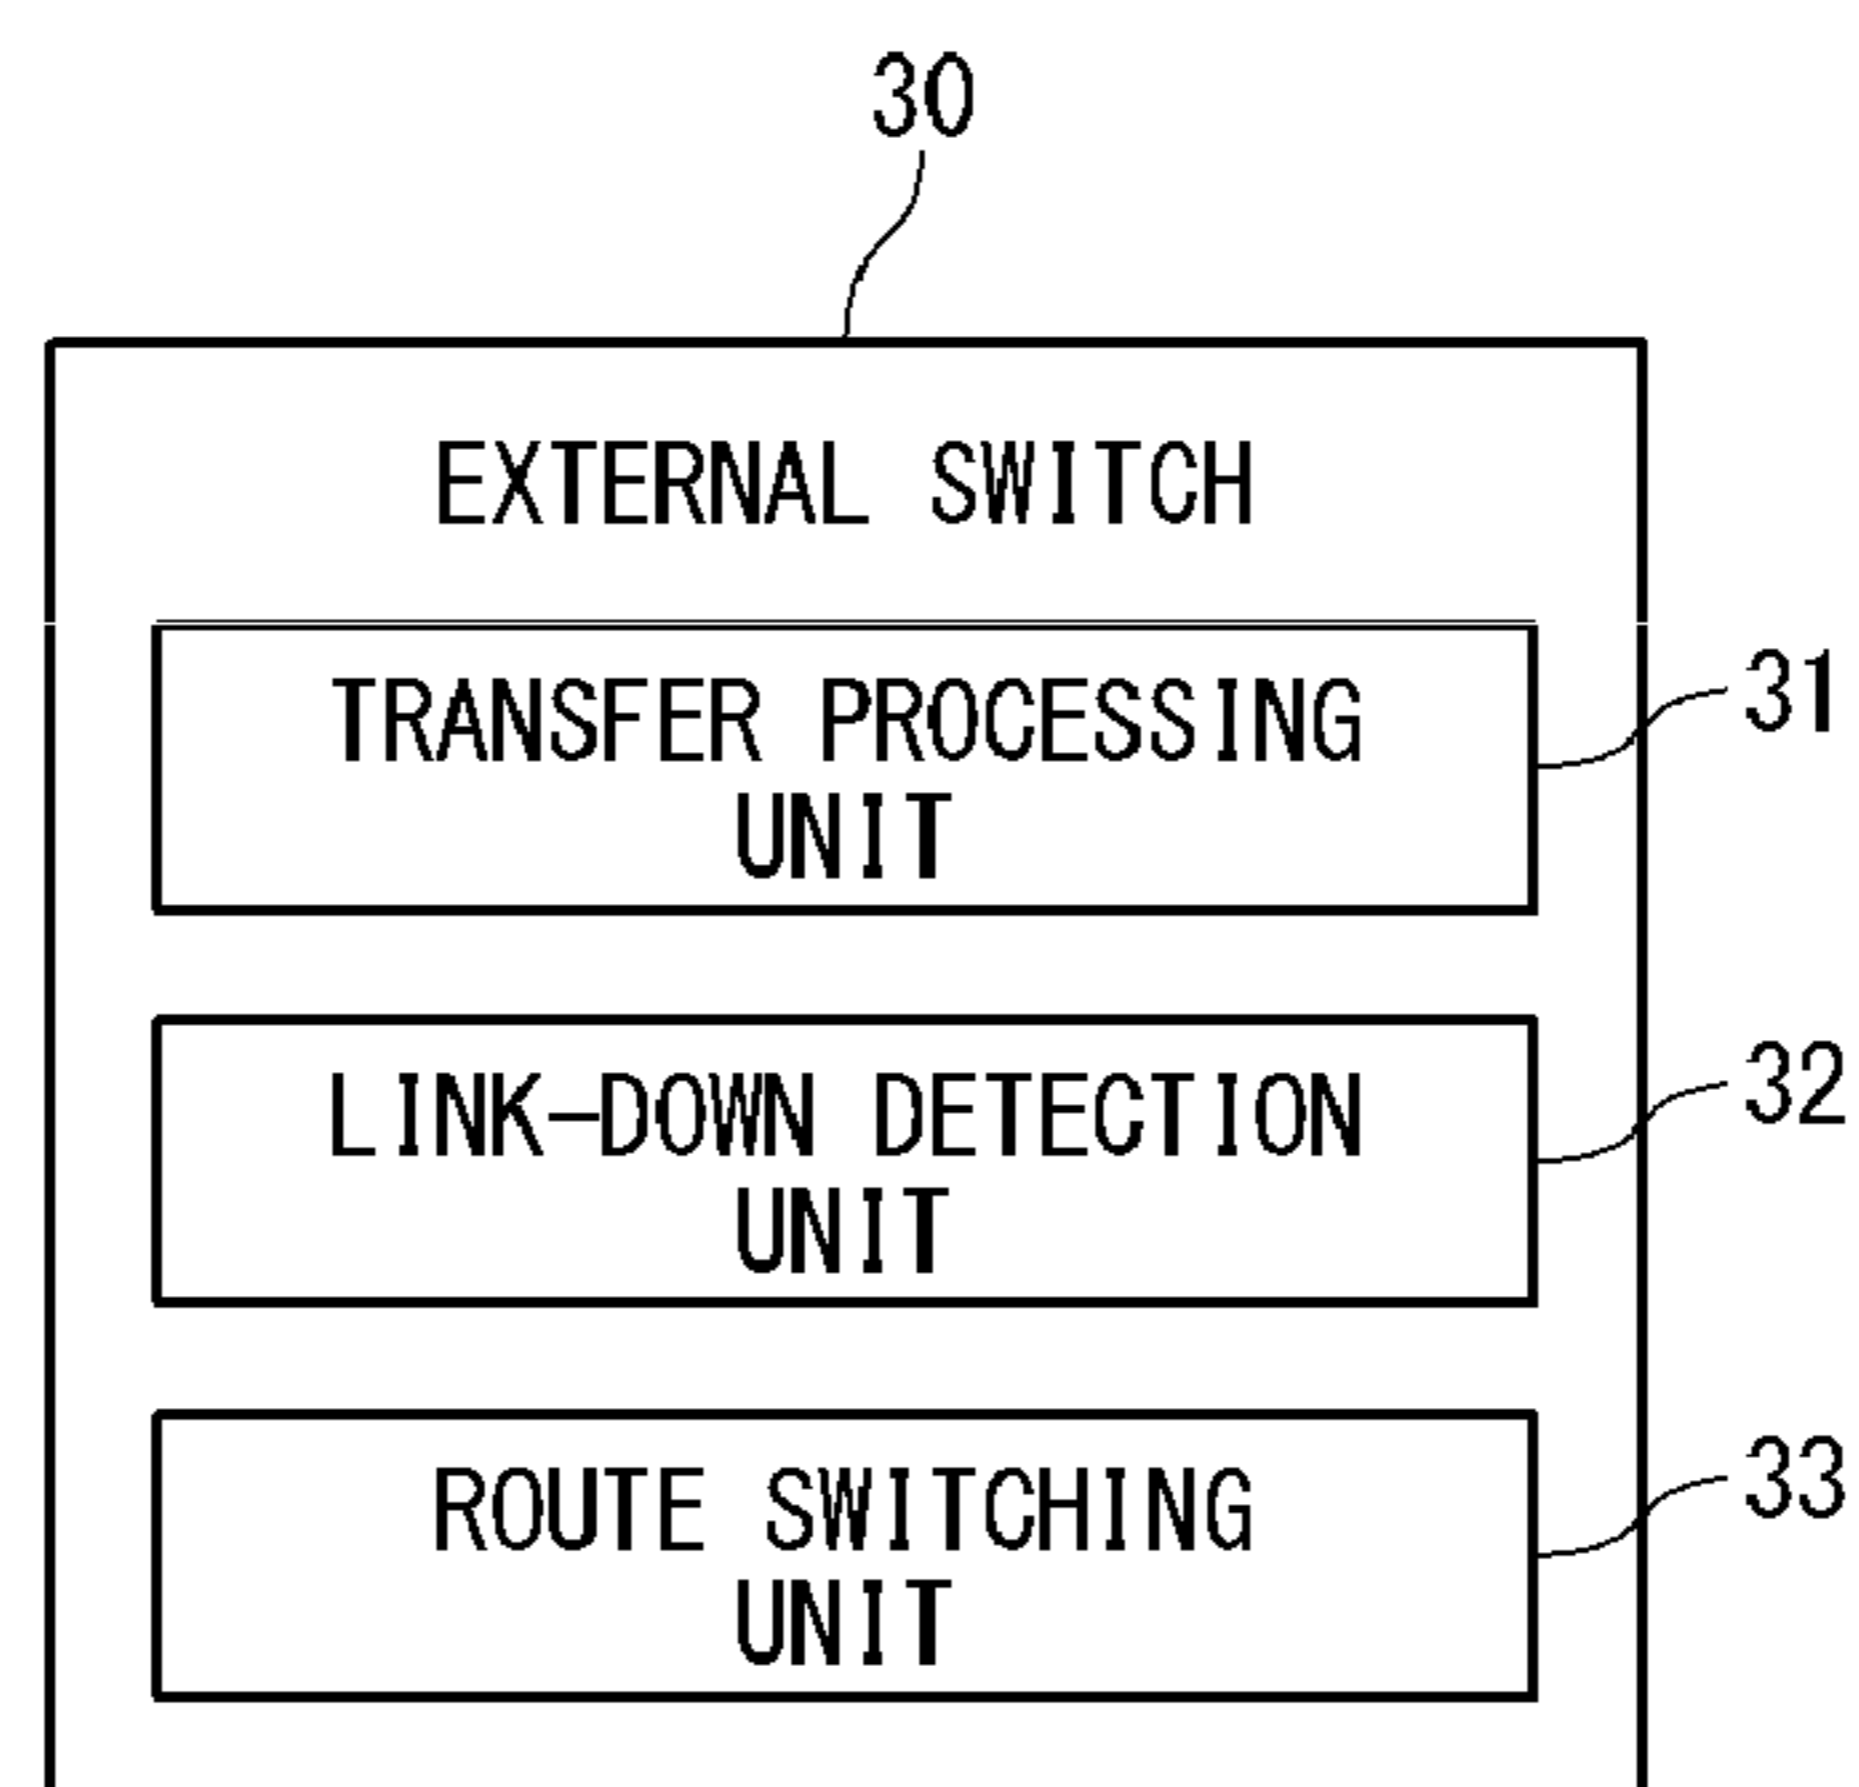 30
EXTERNAL SWITCH
TRANSFER PROCESSING
UNIT
31
LINK-DOWN DETECTION
UNIT
32
ROUTE SWITCHING
UNIT
33